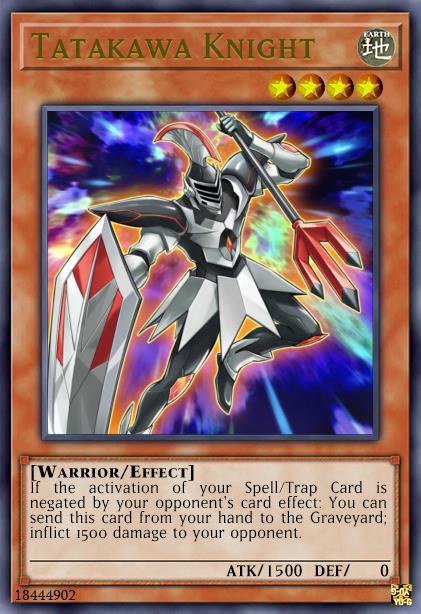 Tatakawa Knight
EARTH
地
[Warrior/Effect]
If the activation of your Spell/Trap Card is
negated by your opponent's card effect: You can
send this card from your hand to the Graveyard;
inflict 1500 damage to your opponent.
ATK/1500 DEF/ 0
18444902